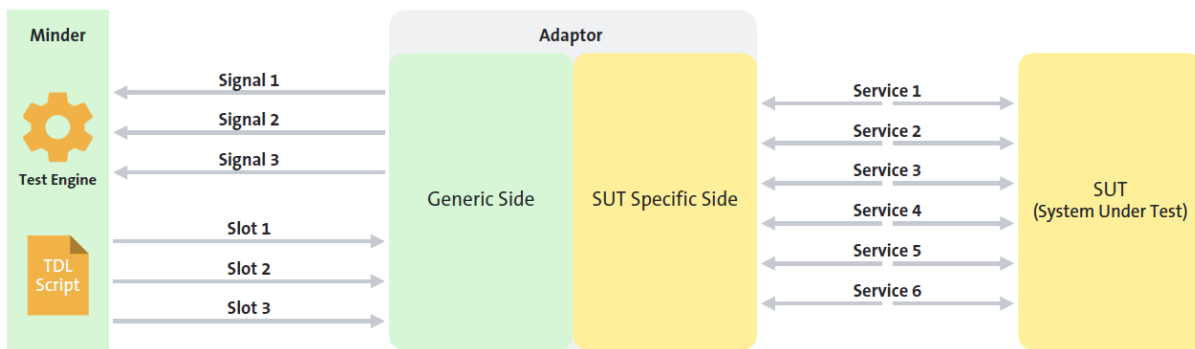 Minder
Test Engine
TDL
Script
Signal 1
Signal 2
Signal 3
Slot 1
Slot 2
Slot 3
Adaptor
Generic Side
SUT Specific Side
Service 1
Service 2
Service 3
Service 4
Service 5
Service 6
SUT
(System Under Test)